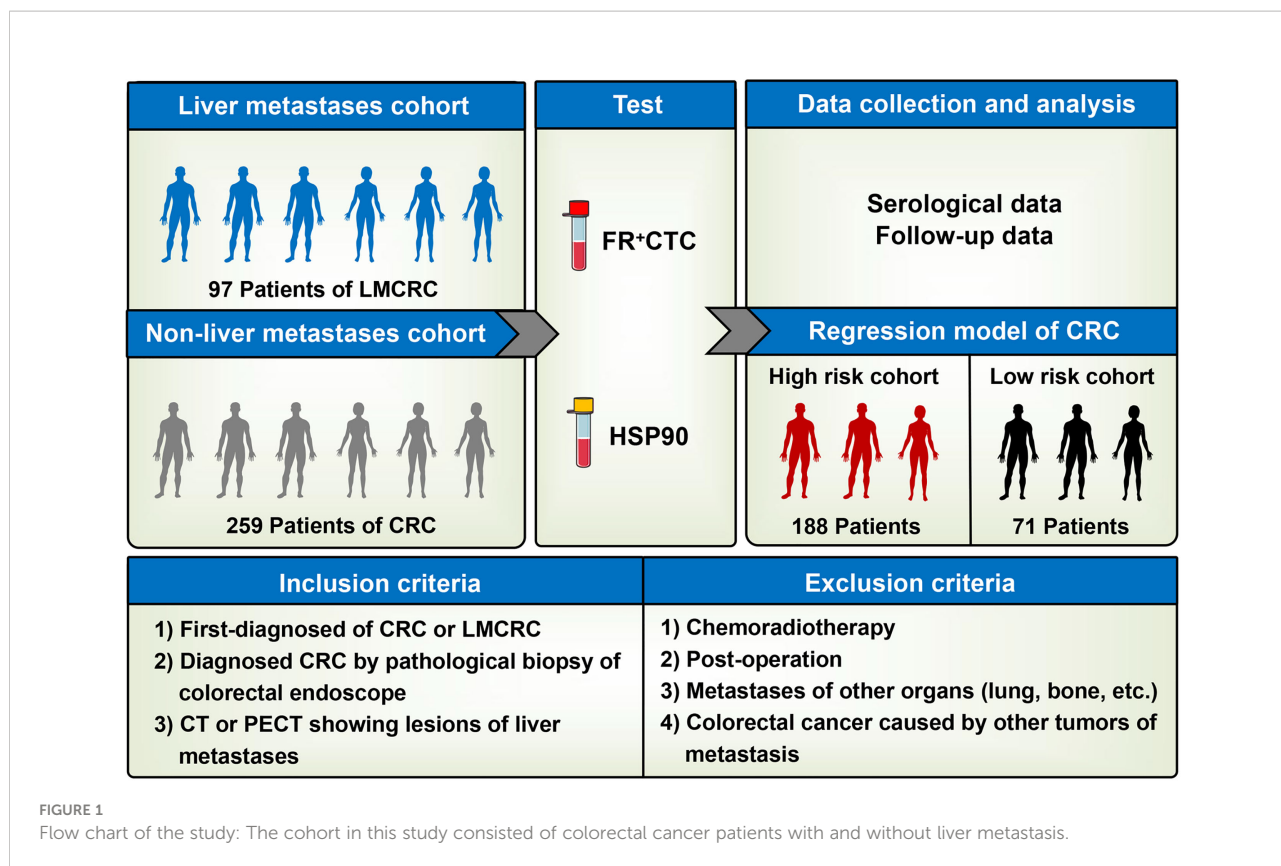 Liver metastases cohort
97 Patients of LMCRC
Non-liver metastases cohort
259 Patients of CRC
Test
FR⁺CTC
HSP90
Data collection and analysis
Serological data
Follow-up data
Regression model of CRC
High risk cohort
188 Patients
Low risk cohort
71 Patients
Inclusion criteria
1) First-diagnosed of CRC or LMCRC
2) Diagnosed CRC by pathological biopsy of
colorectal endoscope
3) CT or PECT showing lesions of liver
metastases
Exclusion criteria
1) Chemoradiotherapy
2) Post-operation
3) Metastases of other organs (lung, bone, etc.)
4) Colorectal cancer caused by other tumors of
metastasis
FIGURE 1
Flow chart of the study: The cohort in this study consisted of colorectal cancer patients with and without liver metastasis.